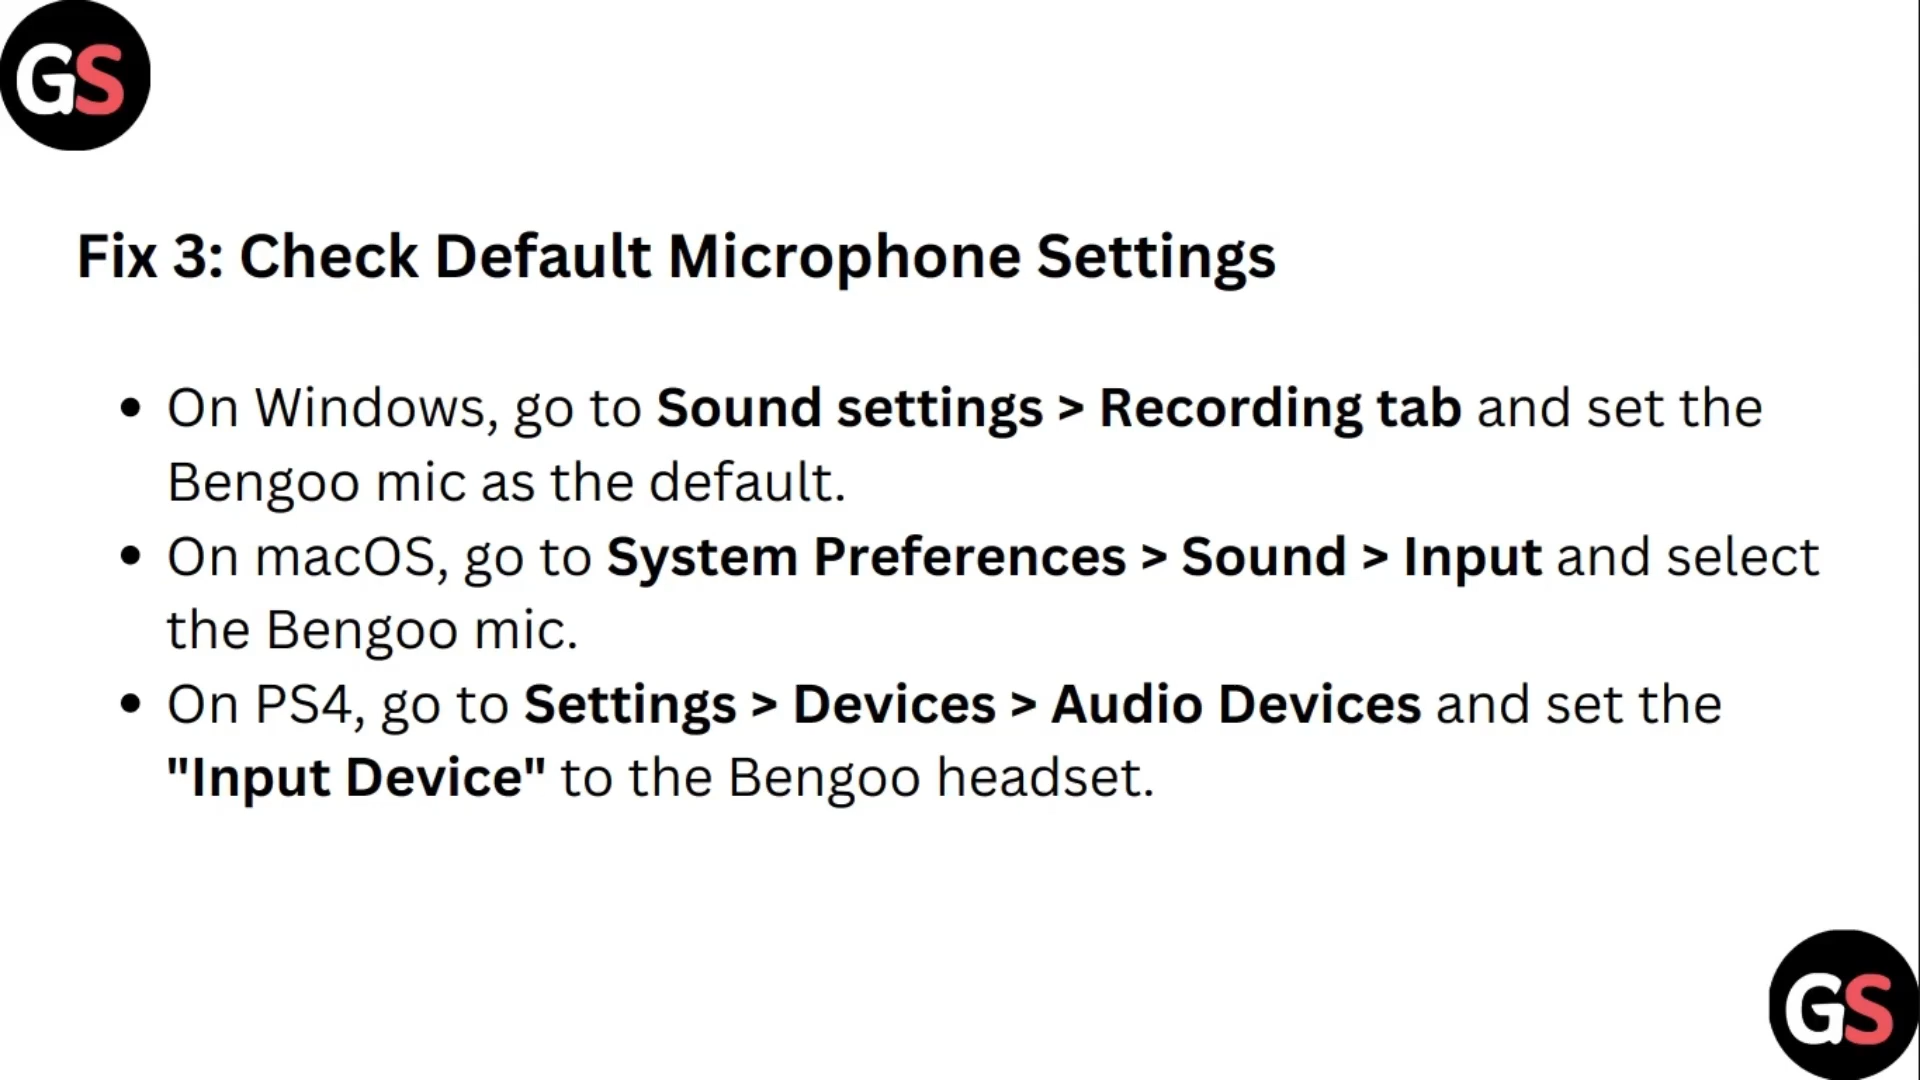 GS
Fix 3: Check Default Microphone Settings
• On Windows, go to Sound settings > Recording tab and set the
Bengoo mic as the default.
• On macOS, go to System Preferences > Sound > Input and select
the Bengoo mic.
• On PS4, go to Settings > Devices > Audio Devices and set the
"Input Device" to the Bengoo headset.
GS